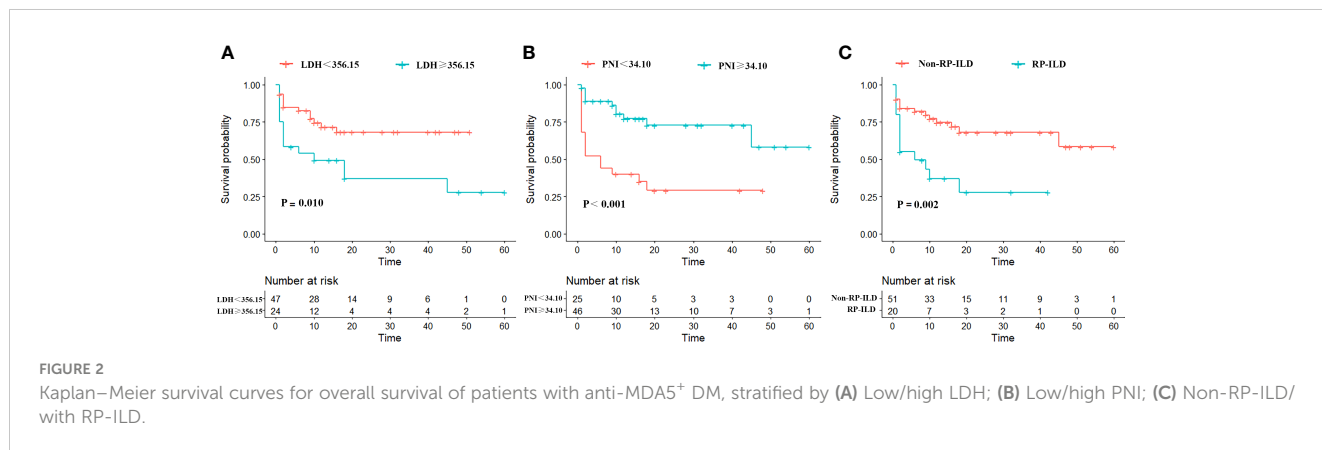 A
B
C
LDH<356.15 LDH≥356.15
PNI<34.10 PNI≥34.10
Non-RP-ILD RP-ILD
Survival probability
1.00
0.75
0.50
0.25
0.00
P = 0.010
0 10 20 30 40 50 60
Time
Survival probability
1.00
0.75
0.50
0.25
0.00
P < 0.001
0 10 20 30 40 50 60
Time
Survival probability
1.00
0.75
0.50
0.25
0.00
P = 0.002
0 10 20 30 40 50 60
Time
Number at risk
LDH<356.15 47 28 14 9 6 1 0
LDH≥356.15 24 12 4 4 4 2 1
0 10 20 30 40 50 60
Time
Number at risk
PNI<34.10 25 10 5 3 3 0 0
PNI≥34.10 46 30 13 10 7 3 1
0 10 20 30 40 50 60
Time
Number at risk
Non-RP-ILD 51 33 15 11 9 3 1
RP-ILD 20 7 3 2 1 0 0
0 10 20 30 40 50 60
Time
FIGURE 2
Kaplan–Meier survival curves for overall survival of patients with anti-MDA5⁺ DM, stratified by (A) Low/high LDH; (B) Low/high PNI; (C) Non-RP-ILD/
with RP-ILD.